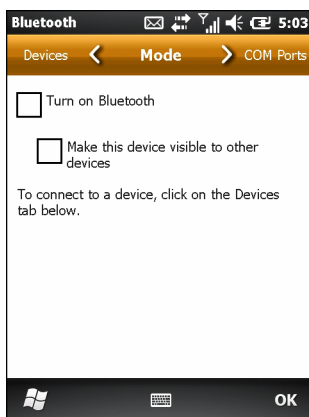 Bluetooth 5:03
Devices Mode COM Ports
Turn on Bluetooth
Make this device visible to other
devices
To connect to a device, click on the Devices
tab below.
OK